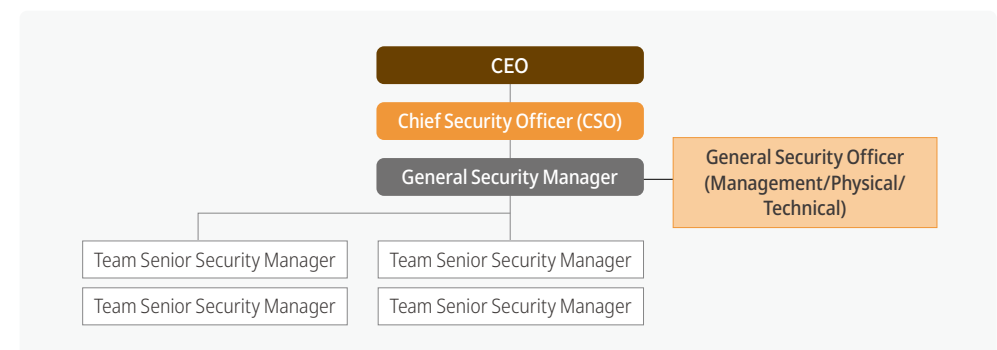 CEO
Chief Security Officer (CSO)
General Security Manager
General Security Officer
(Management/Physical/
Technical)
Team Senior Security Manager
Team Senior Security Manager
Team Senior Security Manager
Team Senior Security Manager